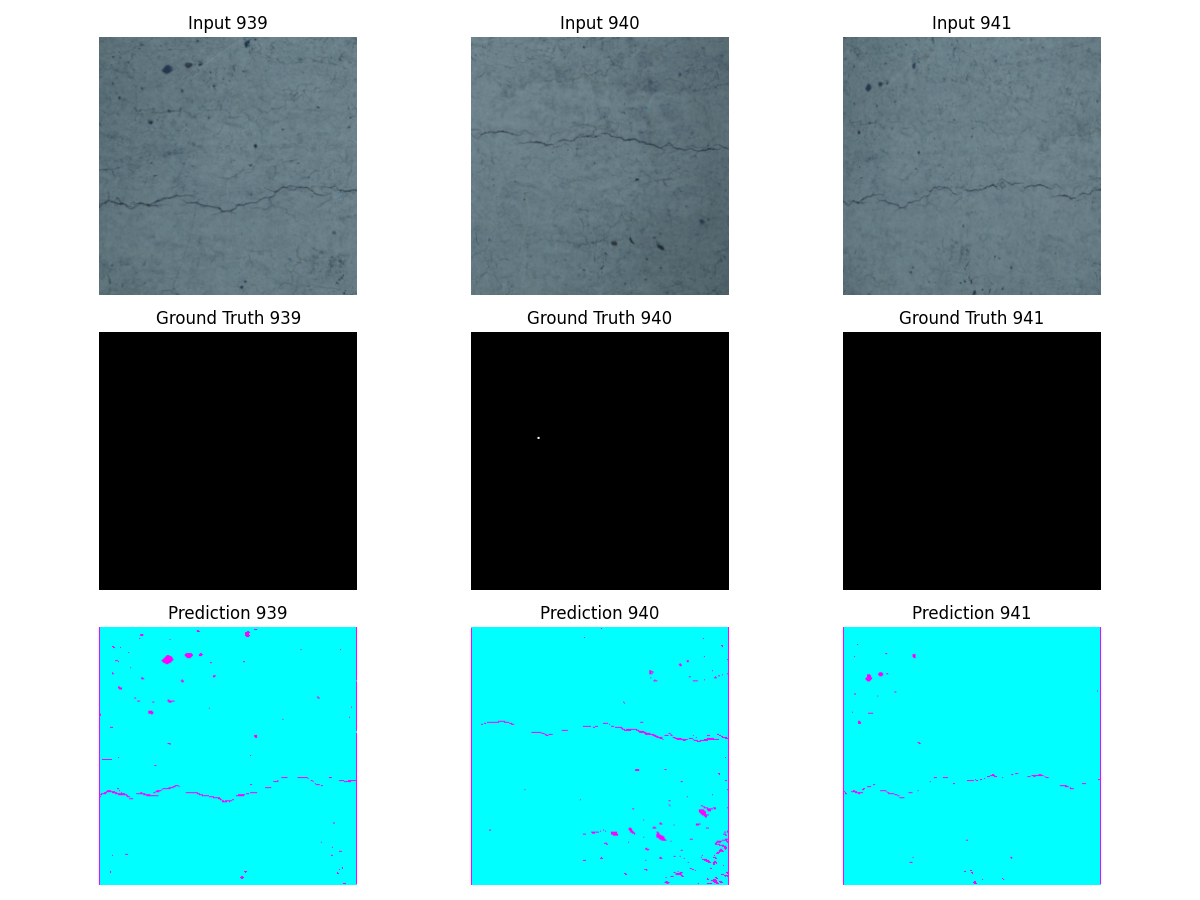 Input 939
Input 940
Input 941
Ground Truth 939
Ground Truth 940
Ground Truth 941
Prediction 939
Prediction 940
Prediction 941